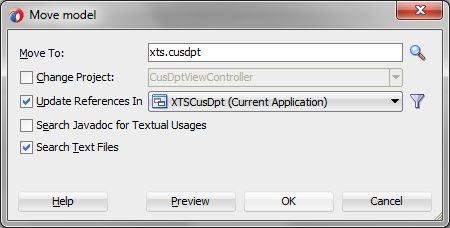 Move model
Move To: xts.cusdpt
Change Project: CusDptViewController
Update References In XTSCusDpt (Current Application)
Search Javadoc for Textual Usages
Search Text Files
Help Preview OK Cancel